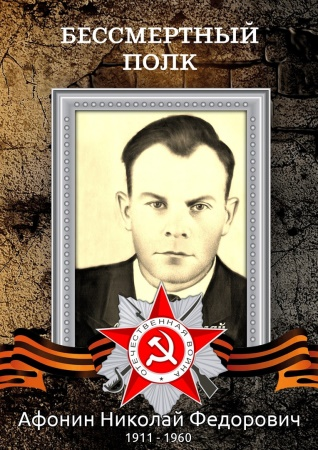 БЕССМЕРТНЫЙ
ПОЛК
ОТЕЧЕСТВЕННАЯ ВОЙНА
Афонин Николай Федорович
1911 - 1960